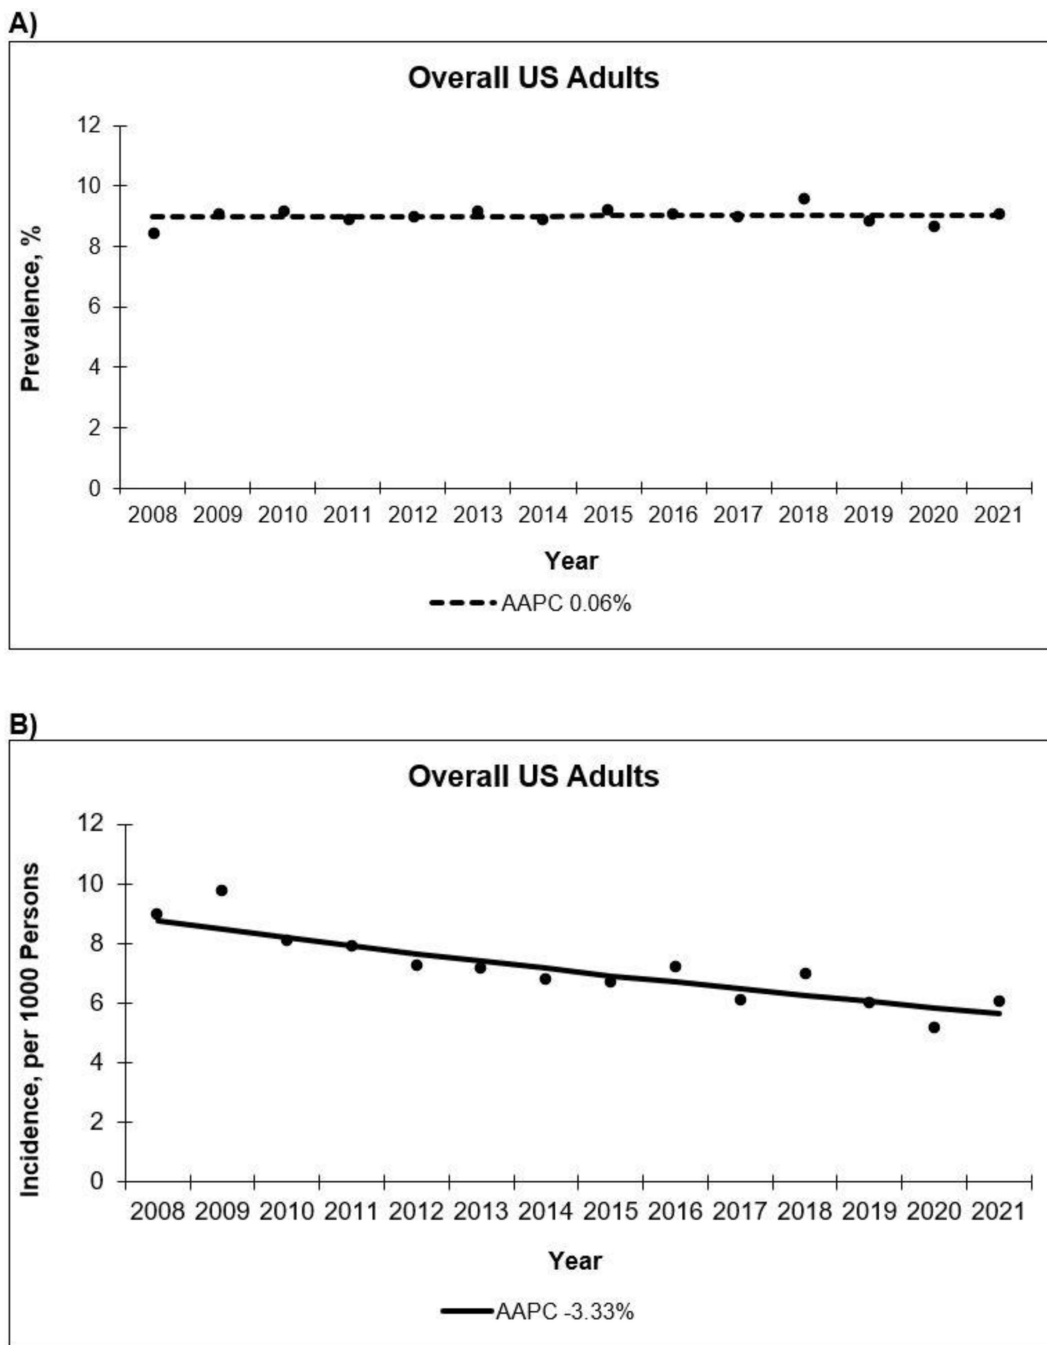 A)
Overall US Adults
Prevalence, %
12
10
8
6
4
2
0
2008 2009 2010 2011 2012 2013 2014 2015 2016 2017 2018 2019 2020 2021
Year
AAPC 0.06%
B)
Overall US Adults
Incidence, per 1000 Persons
12
10
8
6
4
2
0
2008 2009 2010 2011 2012 2013 2014 2015 2016 2017 2018 2019 2020 2021
Year
AAPC -3.33%